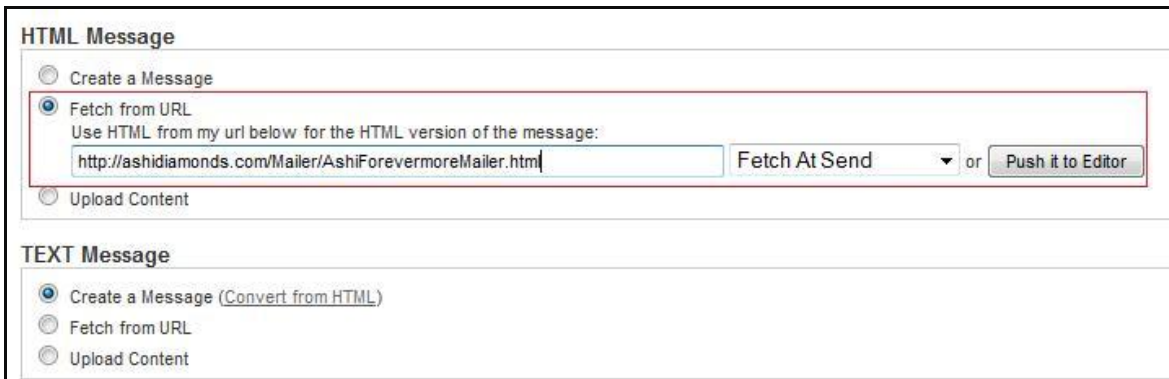 HTML Message
Create a Message
Fetch from URL
Use HTML from my url below for the HTML version of the message:
http://ashidiamonds.com/Mailer/AshiForevermoreMailer.html Fetch At Send or Push it to Editor
Upload Content
TEXT Message
Create a Message (Convert from HTML)
Fetch from URL
Upload Content